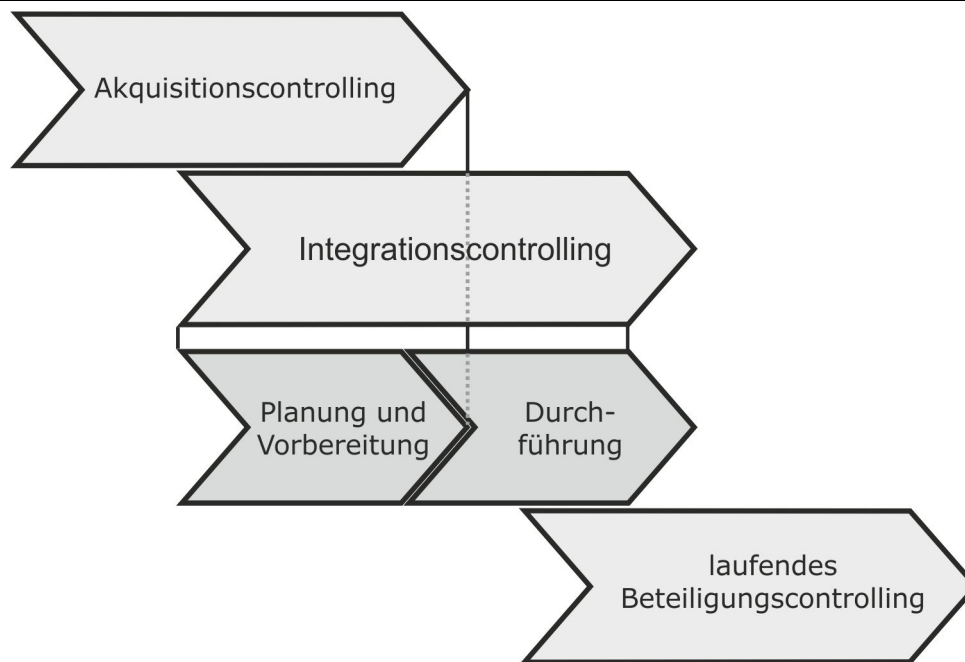 Akquisitionscontrolling
Integrationscontrolling
Planung und
Vorbereitung
Durch-
führung
laufendes
Beteiligungscontrolling